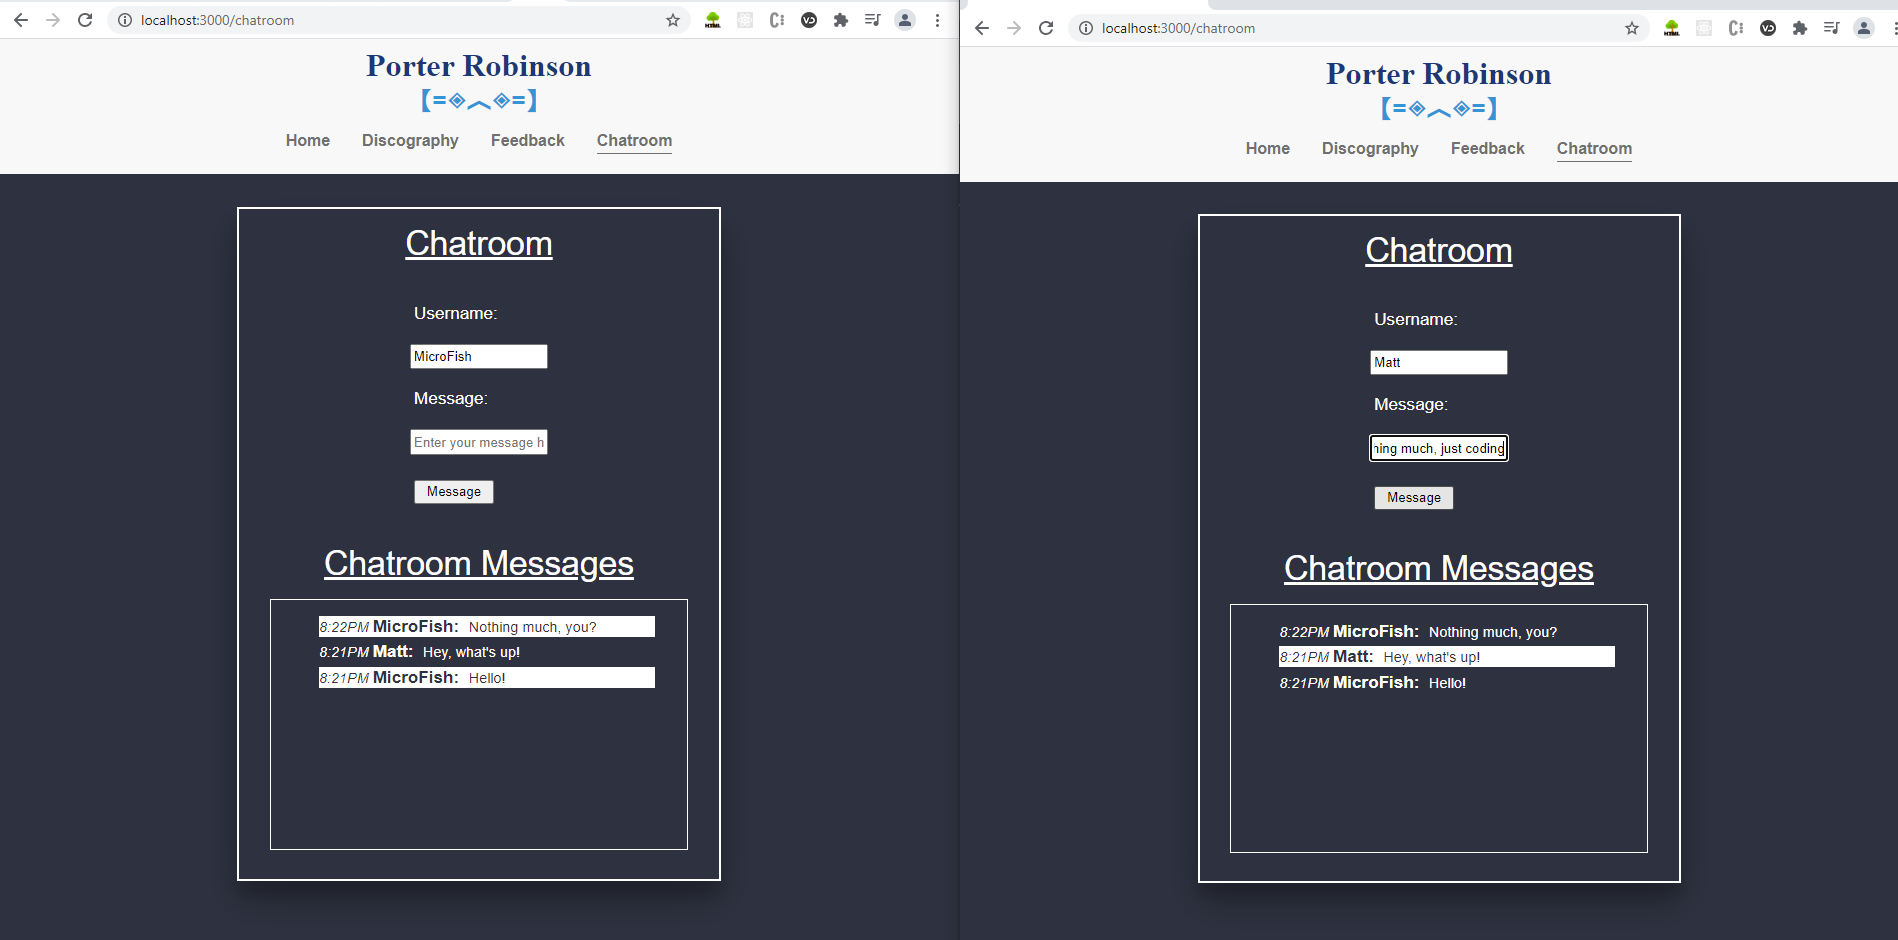 localhost:3000/chatroom
Porter Robinson
【=◈︿◈=】
Home Discography Feedback Chatroom
Chatroom
Username:
MicroFish
Message:
Enter your message h
Message
Chatroom Messages
8:22PM MicroFish: Nothing much, you?
8:21PM Matt: Hey, what's up!
8:21PM MicroFish: Hello!
localhost:3000/chatroom
Porter Robinson
【=◈︿◈=】
Home Discography Feedback Chatroom
Chatroom
Username:
Matt
Message:
hing much, just coding
Message
Chatroom Messages
8:22PM MicroFish: Nothing much, you?
8:21PM Matt: Hey, what's up!
8:21PM MicroFish: Hello!